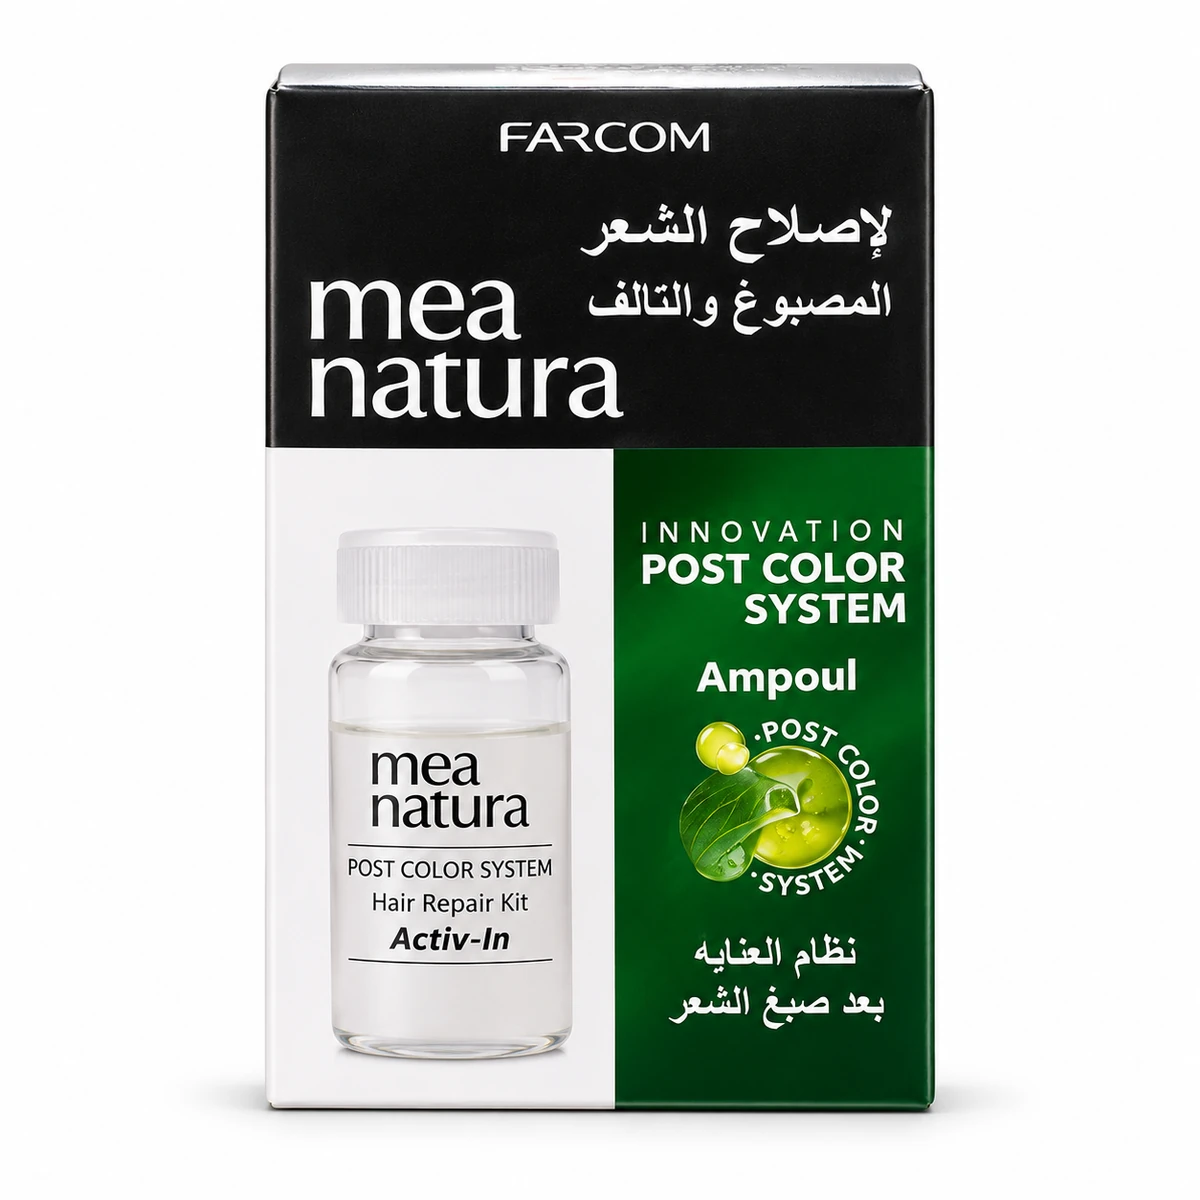 FARCOM
لإصلاح الشعر
المصبوغ والتالف
mea
natura
INNOVATION
POST COLOR
SYSTEM
Ampoul
·POST COLOR·
·SYSTEM·
نظام العنايه
بعد صبغ الشعر
mea
natura
POST COLOR SYSTEM
Hair Repair Kit
Activ-In